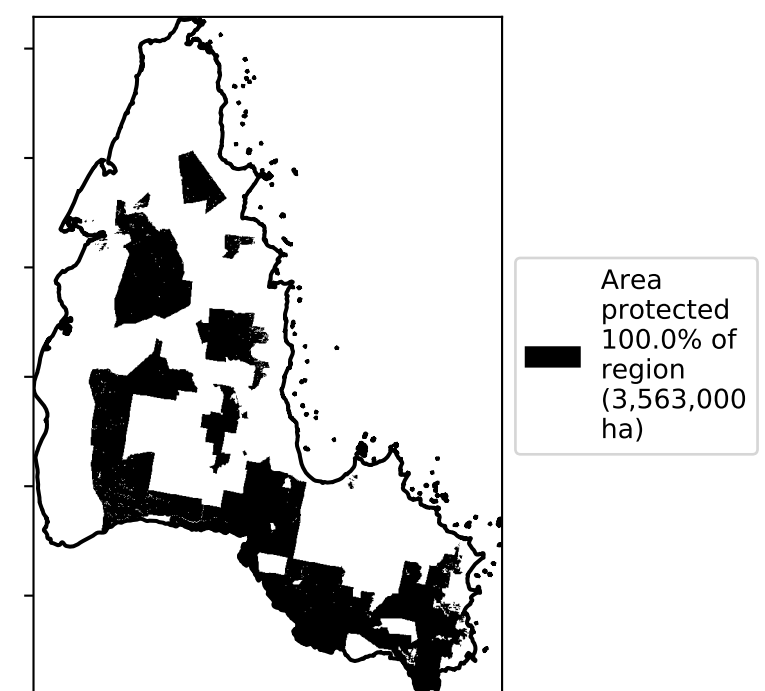 Area
protected
100.0% of
region
(3,563,000
ha)